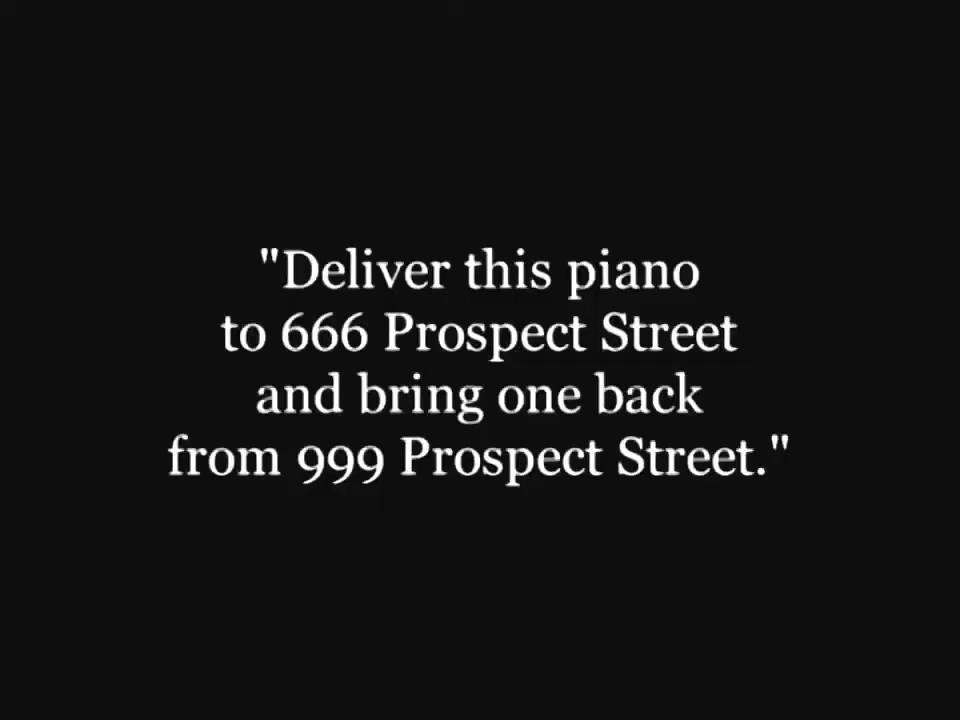 "Deliver this piano
to 666 Prospect Street
and bring one back
from 999 Prospect Street."